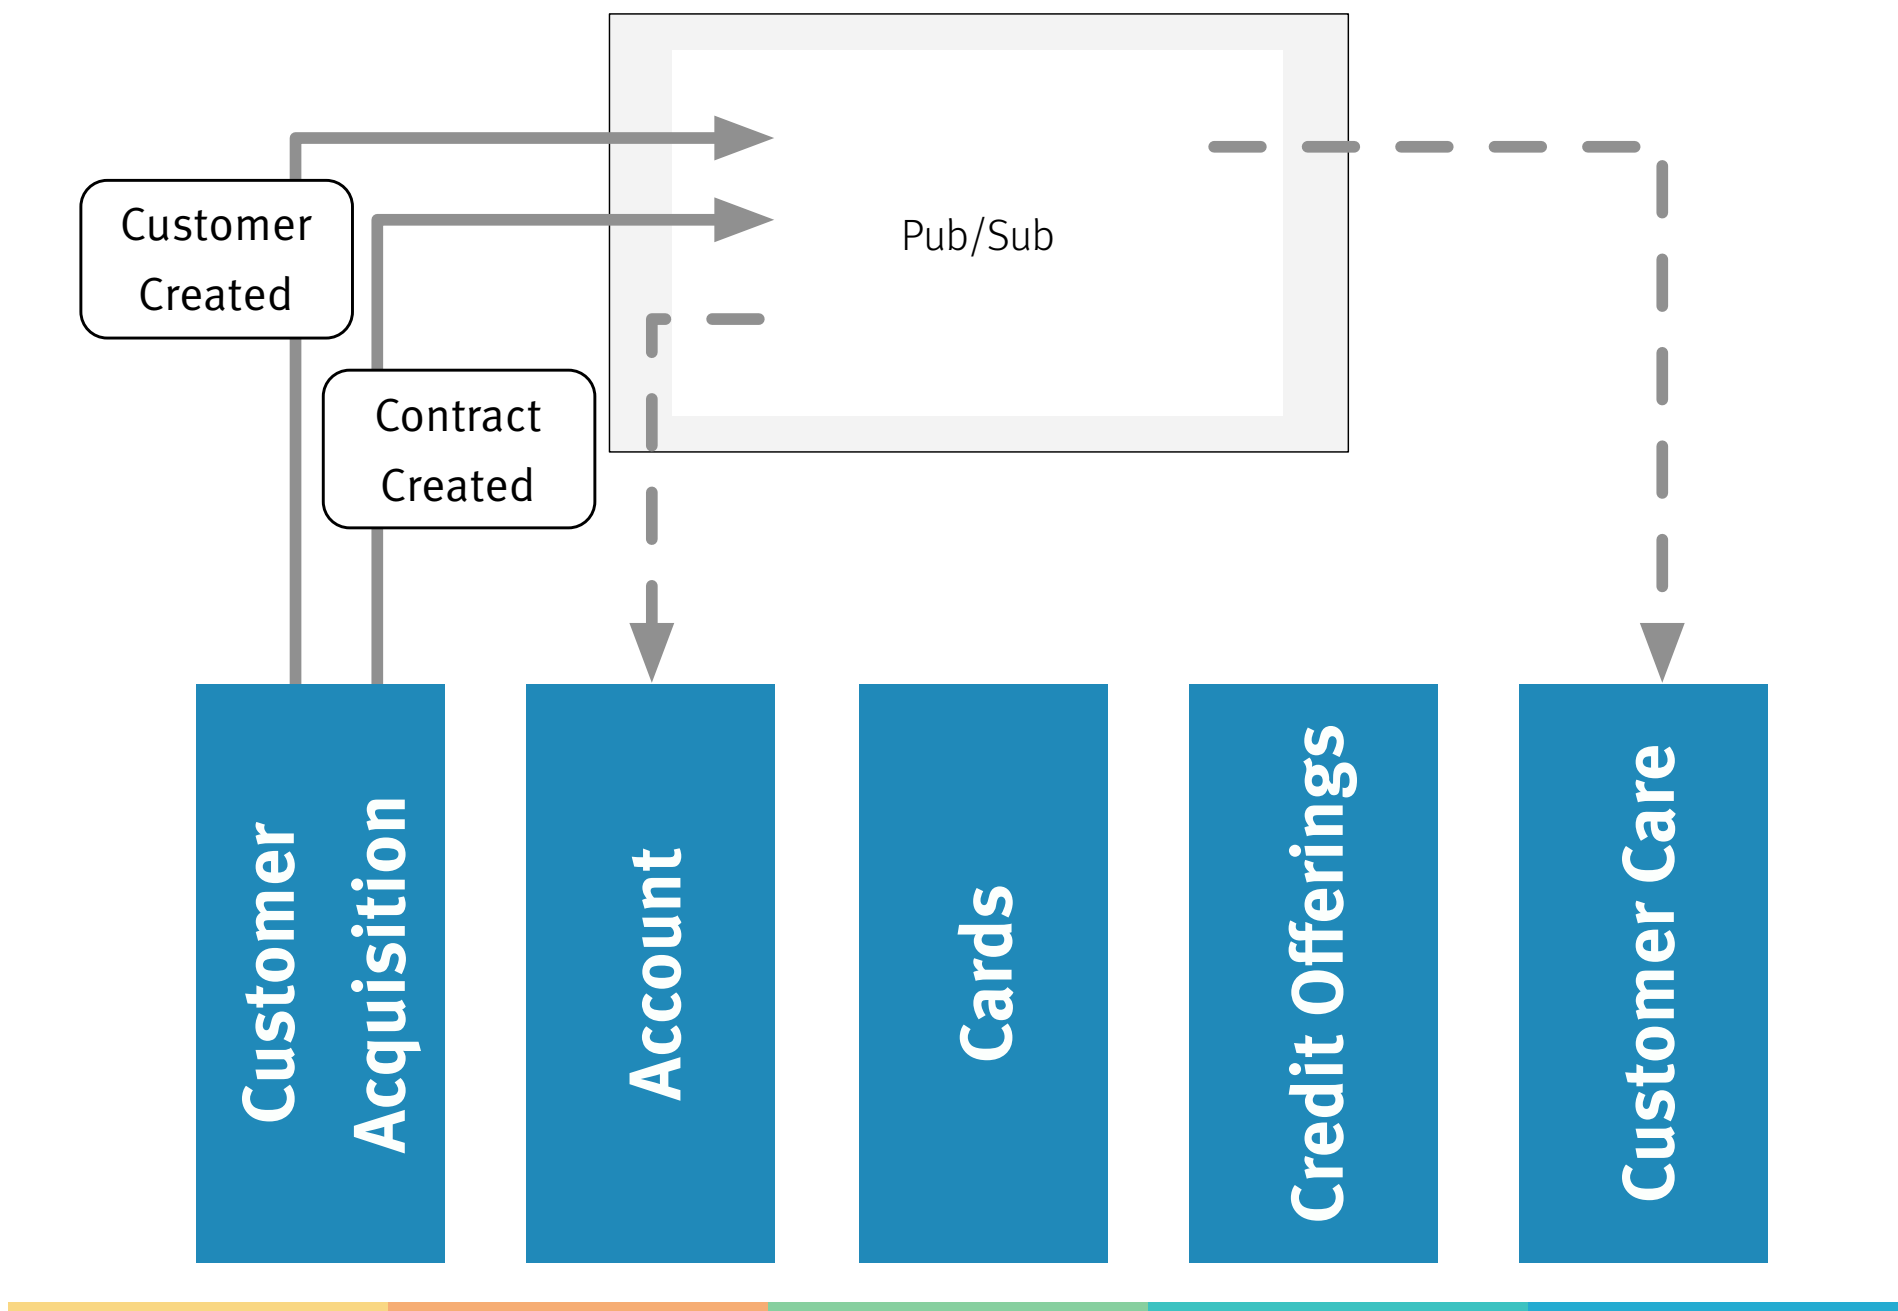 Customer
Created
Pub/Sub
Contract
Created
Customer
Acquisition
Account
Cards
Credit Offerings
Customer Care